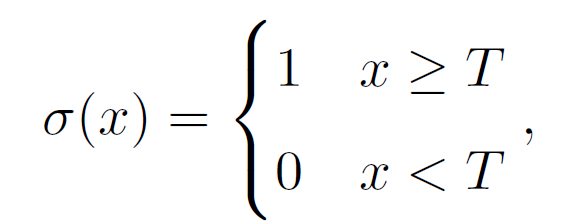 σ(x) = { 1 x ≥ T
0 x < T ,